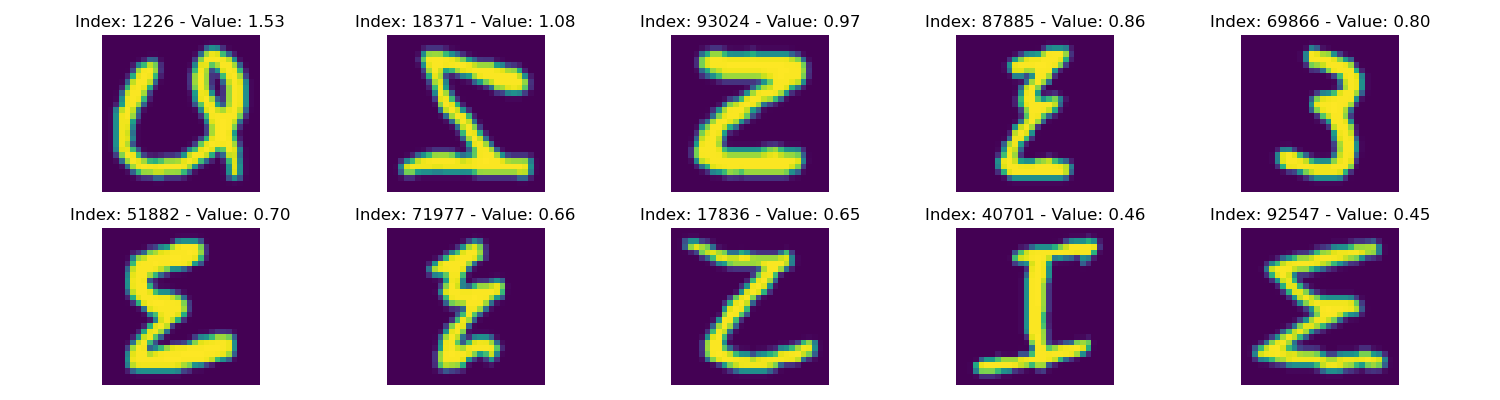 Index: 1226 - Value: 1.53 Index: 18371 - Value: 1.08 Index: 93024 - Value: 0.97 Index: 87885 - Value: 0.86 Index: 69866 - Value: 0.80
Z 3
Index: 51882 - Value: 0.70 Index: 71977 - Value: 0.66 Index: 17836 - Value: 0.65 Index: 40701 - Value: 0.46 Index: 92547 - Value: 0.45
E Z I E